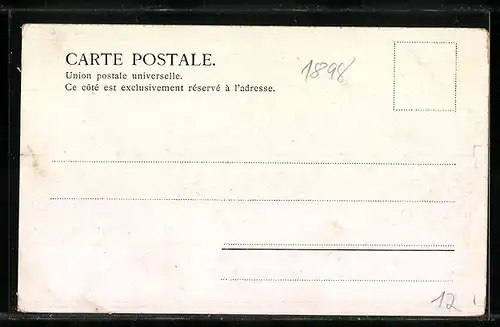 CARTE POSTALE.
1898
Union postale universelle.
Ce côté est exclusivement réservé à l'adresse.
12